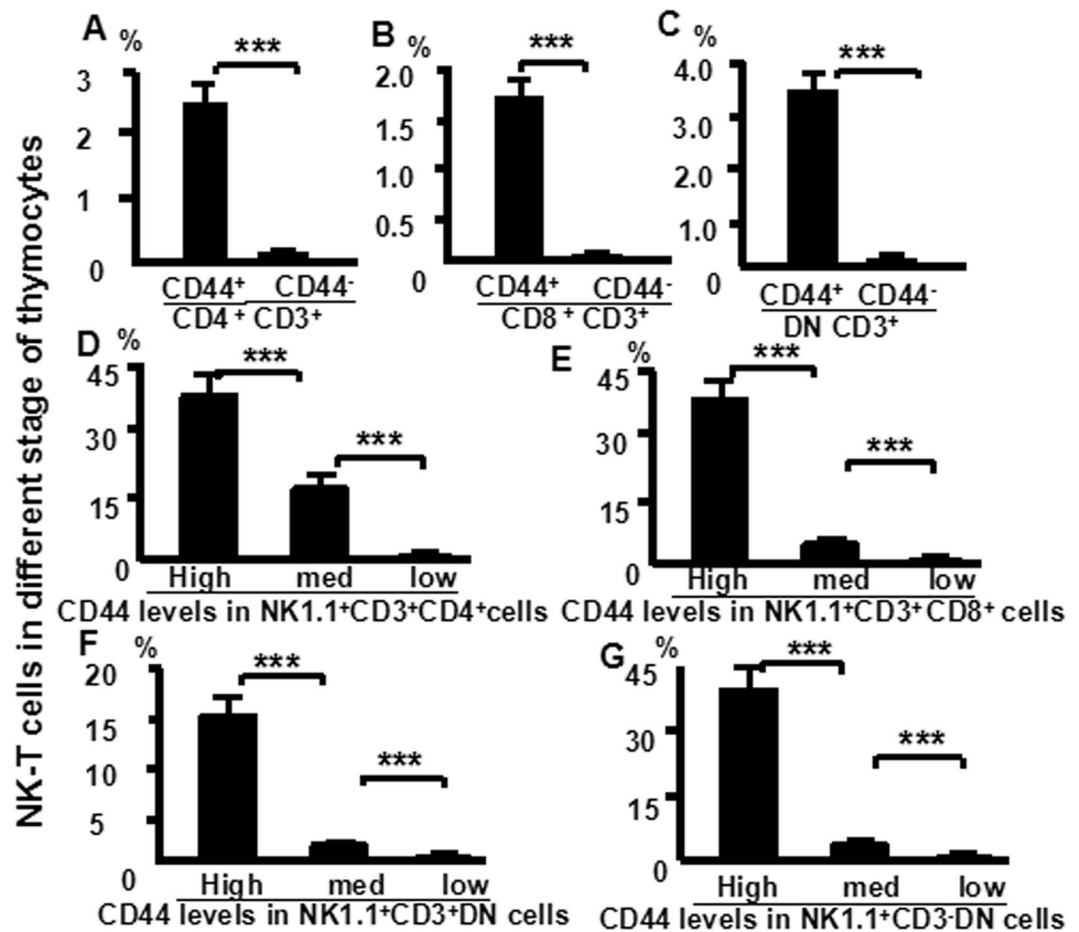 NK-T cells in different stage of thymocytes
A
%
***
3
2
1
0
CD44+ CD44-
CD4+ CD3+
B
%
***
2.0
1.5
1.0
0.5
0
CD44+ CD44-
CD8+ CD3+
C
%
***
4.0
3.0
2.0
1.0
0
CD44+ CD44-
DN CD3+
D
%
***
***
45
30
15
0
High med low
CD44 levels in NK1.1+CD3+CD4+cells
E
%
***
***
45
30
15
0
High med low
CD44 levels in NK1.1+CD3+CD8+ cells
F
%
***
***
20
15
10
5
0
High med low
CD44 levels in NK1.1+CD3+DN cells
G
%
***
***
45
30
15
0
High med low
CD44 levels in NK1.1+CD3-DN cells